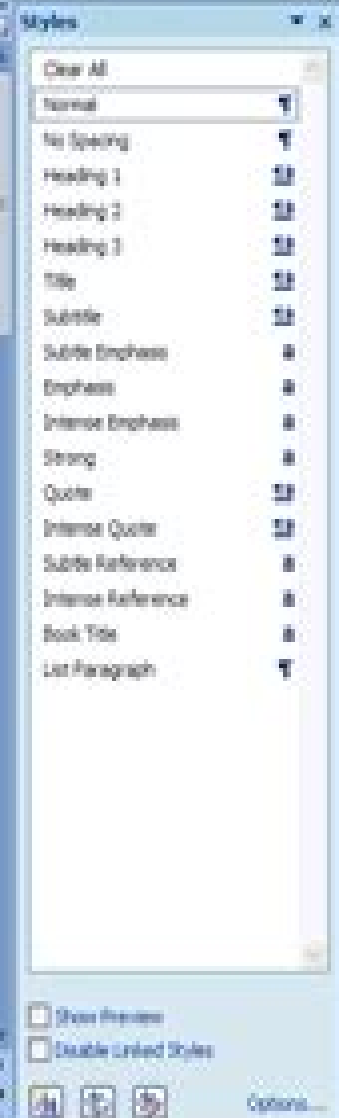 Styles
Clear All
Normal ¶
No Spacing ¶
Heading 1 ¶a
Heading 2 ¶a
Heading 3 ¶a
Title ¶a
Subtitle ¶a
Subtle Emphasis a
Emphasis a
Intense Emphasis a
Strong a
Quote ¶a
Intense Quote ¶a
Subtle Reference a
Intense Reference a
Book Title a
List Paragraph ¶
Show Preview
Disable Linked Styles
Options...